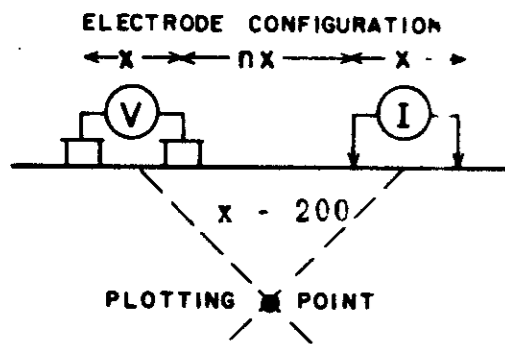 ELECTRODE CONFIGURATION
x nx x
V I
x - 200
PLOTTING POINT